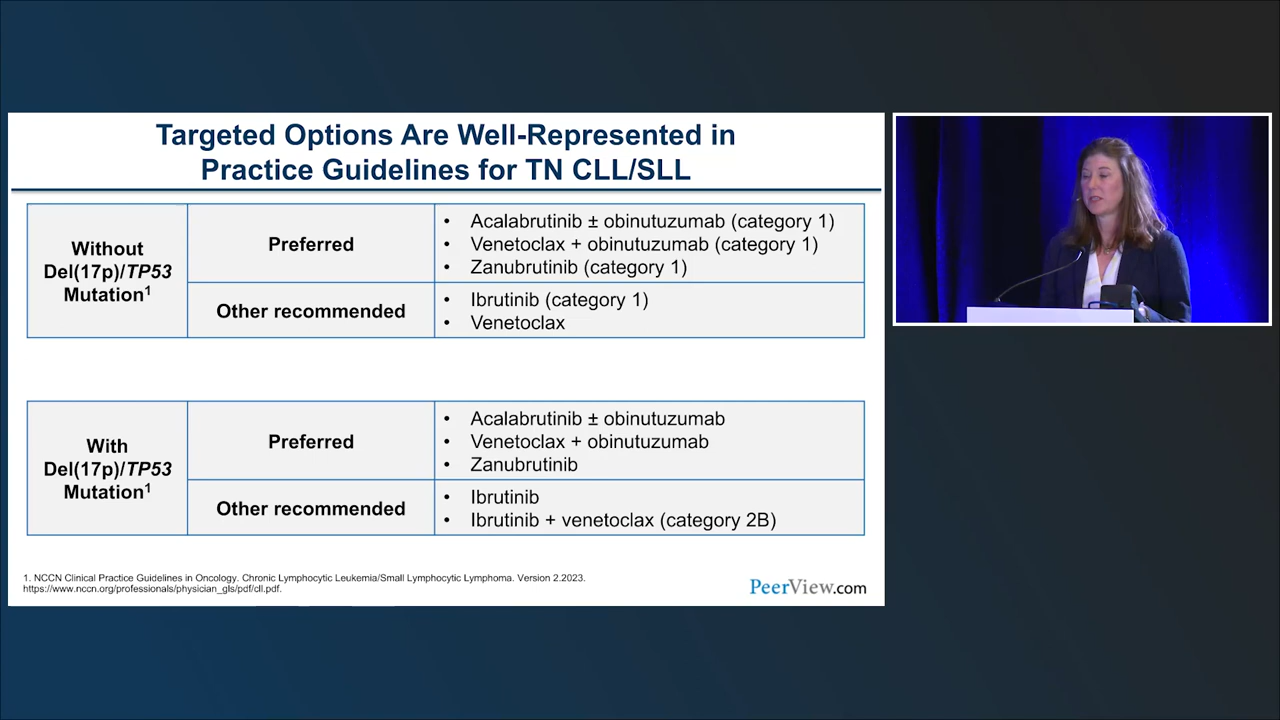 Targeted Options Are Well-Represented in
Practice Guidelines for TN CLL/SLL
Without
Del(17p)/TP53
Mutation1
Preferred
• Acalabrutinib ± obinutuzumab (category 1)
• Venetoclax + obinutuzumab (category 1)
• Zanubrutinib (category 1)
Other recommended
• Ibrutinib (category 1)
• Venetoclax
With
Del(17p)/TP53
Mutation1
Preferred
• Acalabrutinib ± obinutuzumab
• Venetoclax + obinutuzumab
• Zanubrutinib
Other recommended
• Ibrutinib
• Ibrutinib + venetoclax (category 2B)
1. NCCN Clinical Practice Guidelines in Oncology. Chronic Lymphocytic Leukemia/Small Lymphocytic Lymphoma. Version 2.2023.
https://www.nccn.org/professionals/physician_gls/pdf/cll.pdf.
PeerView.com